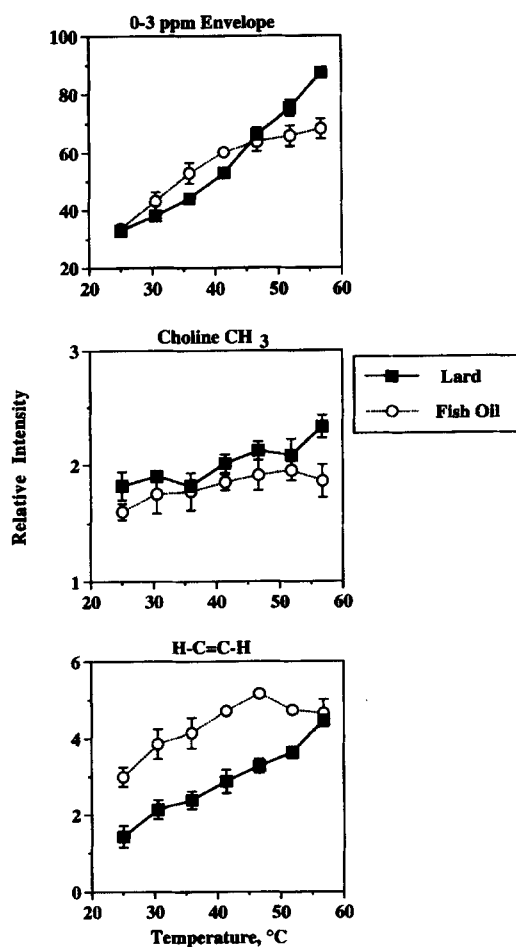 0-3 ppm Envelope
100
80
60
40
20
20 30 40 50 60
Choline CH 3
3
2
1
20 30 40 50 60
Lard
Fish Oil
Relative Intensity
H-C=C-H
6
4
2
0
20 30 40 50 60
Temperature, °C